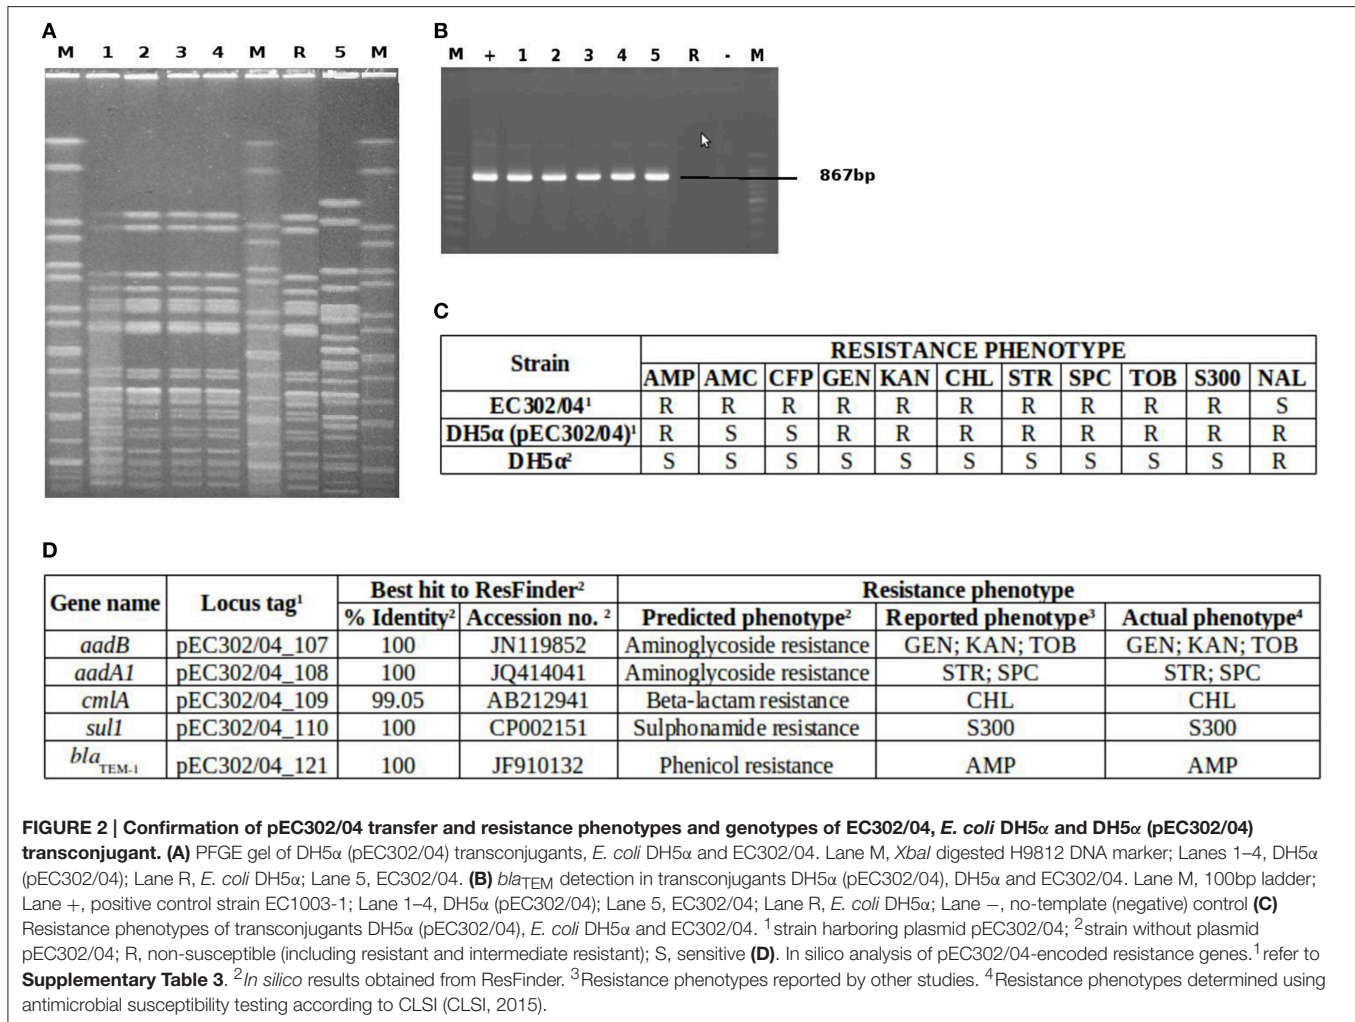 A
M 1 2 3 4 M R 5 M
B
M + 1 2 3 4 5 R - M
867bp
C
Strain RESISTANCE PHENOTYPE
AMP AMC CFP GEN KAN CHL STR SPC TOB S300 NAL
EC302/04¹ R R R R R R R R R R S
DH5α (pEC302/04)¹ R S S R R R R R R R R
DH5α² S S S S S S S S S S R
D
Gene name Locus tag¹ Best hit to ResFinder² Resistance phenotype
% Identity² Accession no. ² Predicted phenotype² Reported phenotype³ Actual phenotype⁴
aadB pEC302/04_107 100 JN119852 Aminoglycoside resistance GEN; KAN; TOB GEN; KAN; TOB
aadA1 pEC302/04_108 100 JQ414041 Aminoglycoside resistance STR; SPC STR; SPC
cmlA pEC302/04_109 99.05 AB212941 Beta-lactam resistance CHL CHL
sul1 pEC302/04_110 100 CP002151 Sulphonamide resistance S300 S300
bla TEM-1 pEC302/04_121 100 JF910132 Phenicol resistance AMP AMP
FIGURE 2 | Confirmation of pEC302/04 transfer and resistance phenotypes and genotypes of EC302/04, E. coli DH5α and DH5α (pEC302/04)
transconjugant. (A) PFGE gel of DH5α (pEC302/04) transconjugants, E. coli DH5α and EC302/04. Lane M, XbaI digested H9812 DNA marker; Lanes 1–4, DH5α
(pEC302/04); Lane R, E. coli DH5α; Lane 5, EC302/04. (B) blaTEM detection in transconjugants DH5α (pEC302/04), DH5α and EC302/04. Lane M, 100bp ladder;
Lane +, positive control strain EC1003-1; Lane 1–4, DH5α (pEC302/04); Lane 5, EC302/04; Lane R, E. coli DH5α; Lane −, no-template (negative) control (C)
Resistance phenotypes of transconjugants DH5α (pEC302/04), E. coli DH5α and EC302/04. ¹strain harboring plasmid pEC302/04; ²strain without plasmid
pEC302/04; R, non-susceptible (including resistant and intermediate resistant); S, sensitive (D). In silico analysis of pEC302/04-encoded resistance genes.¹refer to
Supplementary Table 3. ²In silico results obtained from ResFinder. ³Resistance phenotypes reported by other studies. ⁴Resistance phenotypes determined using
antimicrobial susceptibility testing according to CLSI (CLSI, 2015).